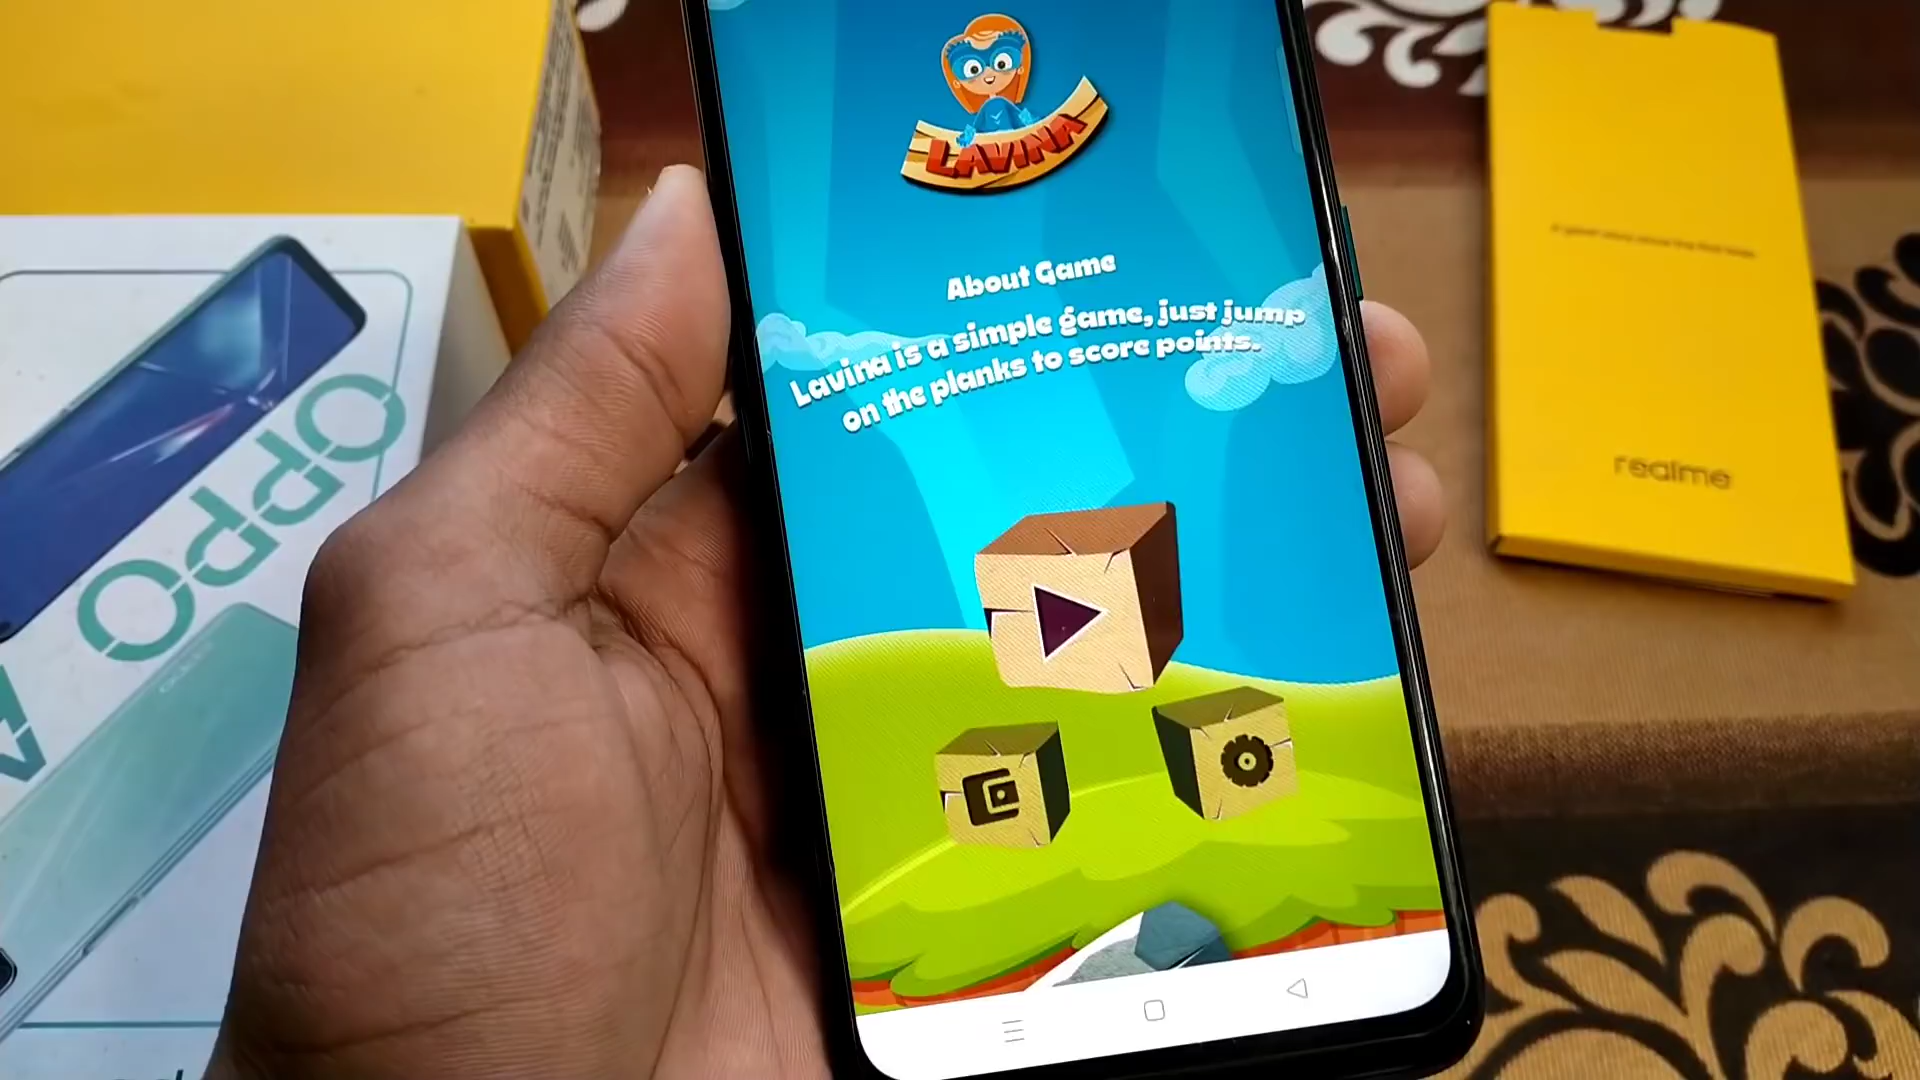 LAVINA
About Game
Lavina is a simple game, just jump
on the planks to score points.
OPPO
A
realme